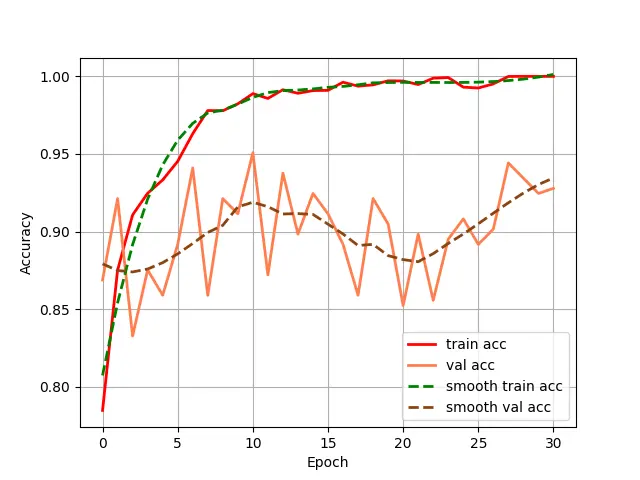 1.00
0.95
0.90
0.85
0.80
Accuracy
0 5 10 15 20 25 30
Epoch
train acc
val acc
smooth train acc
smooth val acc